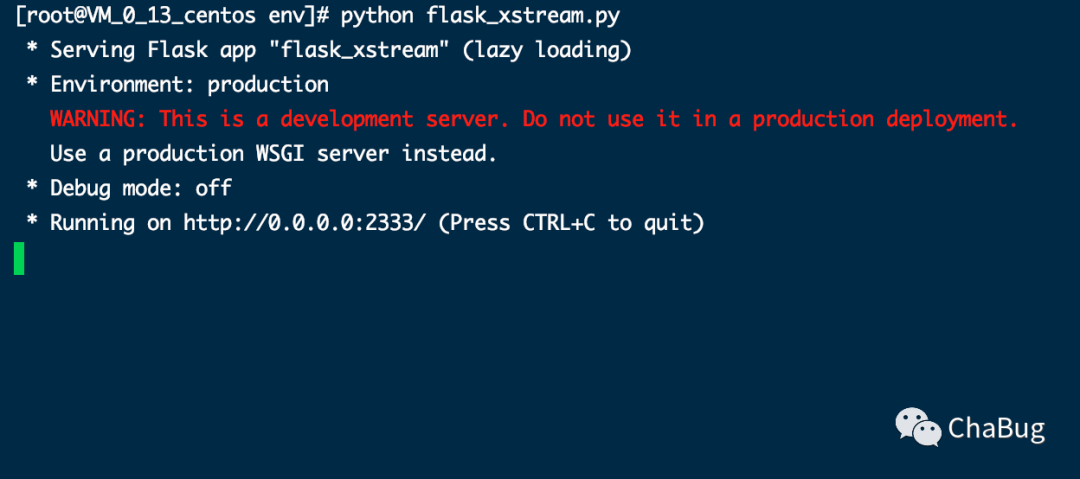 [root@VM_0_13_centos env]# python flask_xstream.py
* Serving Flask app "flask_xstream" (lazy loading)
* Environment: production
WARNING: This is a development server. Do not use it in a production deployment.
Use a production WSGI server instead.
* Debug mode: off
* Running on http://0.0.0.0:2333/ (Press CTRL+C to quit)
ChaBug